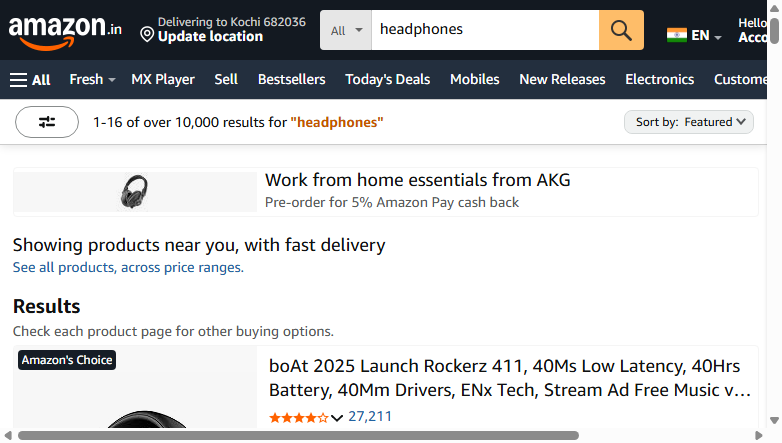 amazon.in
Delivering to Kochi 682036
Update location
All
headphones
EN
Hello
Acco
All
Fresh
MX Player
Sell
Bestsellers
Today's Deals
Mobiles
New Releases
Electronics
Custome
1-16 of over 10,000 results for "headphones"
Sort by: Featured
Work from home essentials from AKG
Pre-order for 5% Amazon Pay cash back
Showing products near you, with fast delivery
See all products, across price ranges.
Results
Check each product page for other buying options.
Amazon's Choice
boAt 2025 Launch Rockerz 411, 40Ms Low Latency, 40Hrs
Battery, 40Mm Drivers, ENx Tech, Stream Ad Free Music v...
27,211